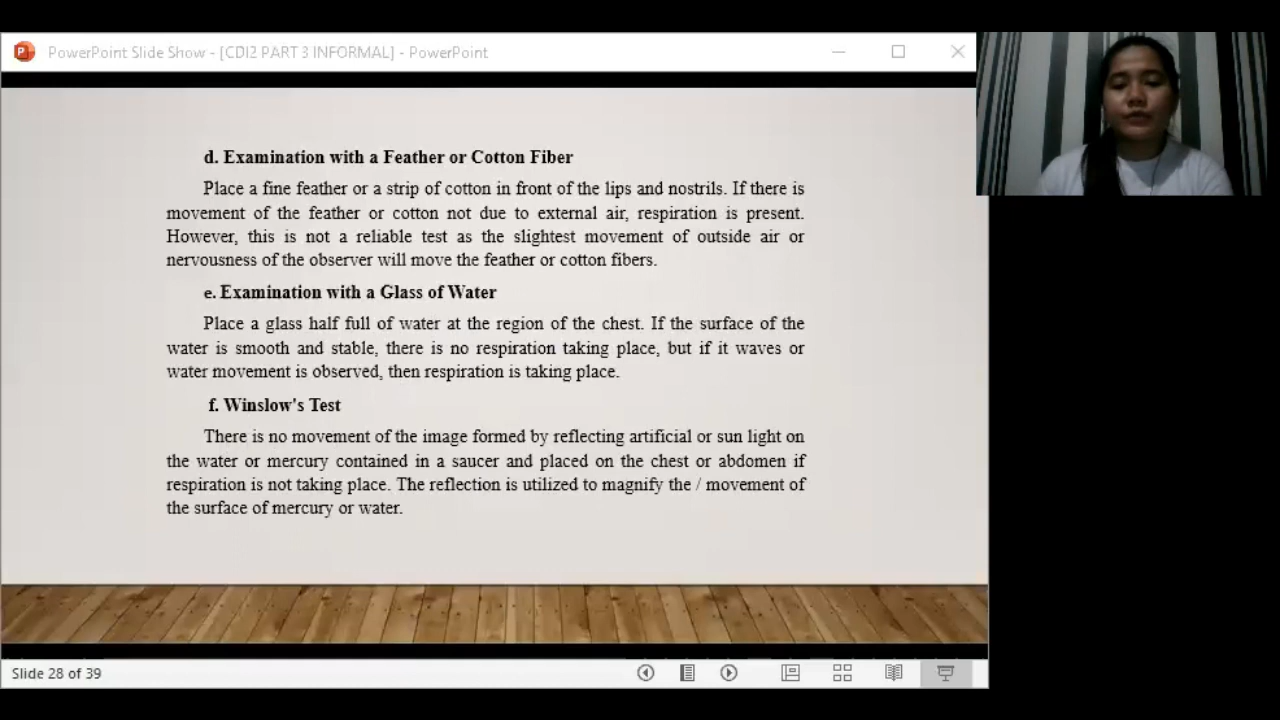 PowerPoint Slide Show - [CDI2 PART 3 INFORMAL] - PowerPoint
d. Examination with a Feather or Cotton Fiber
Place a fine feather or a strip of cotton in front of the lips and nostrils. If there is
movement of the feather or cotton not due to external air, respiration is present.
However, this is not a reliable test as the slightest movement of outside air or
nervousness of the observer will move the feather or cotton fibers.
e. Examination with a Glass of Water
Place a glass half full of water at the region of the chest. If the surface of the
water is smooth and stable, there is no respiration taking place, but if it waves or
water movement is observed, then respiration is taking place.
f. Winslow's Test
There is no movement of the image formed by reflecting artificial or sun light on
the water or mercury contained in a saucer and placed on the chest or abdomen if
respiration is not taking place. The reflection is utilized to magnify the / movement of
the surface of mercury or water.
Slide 28 of 39